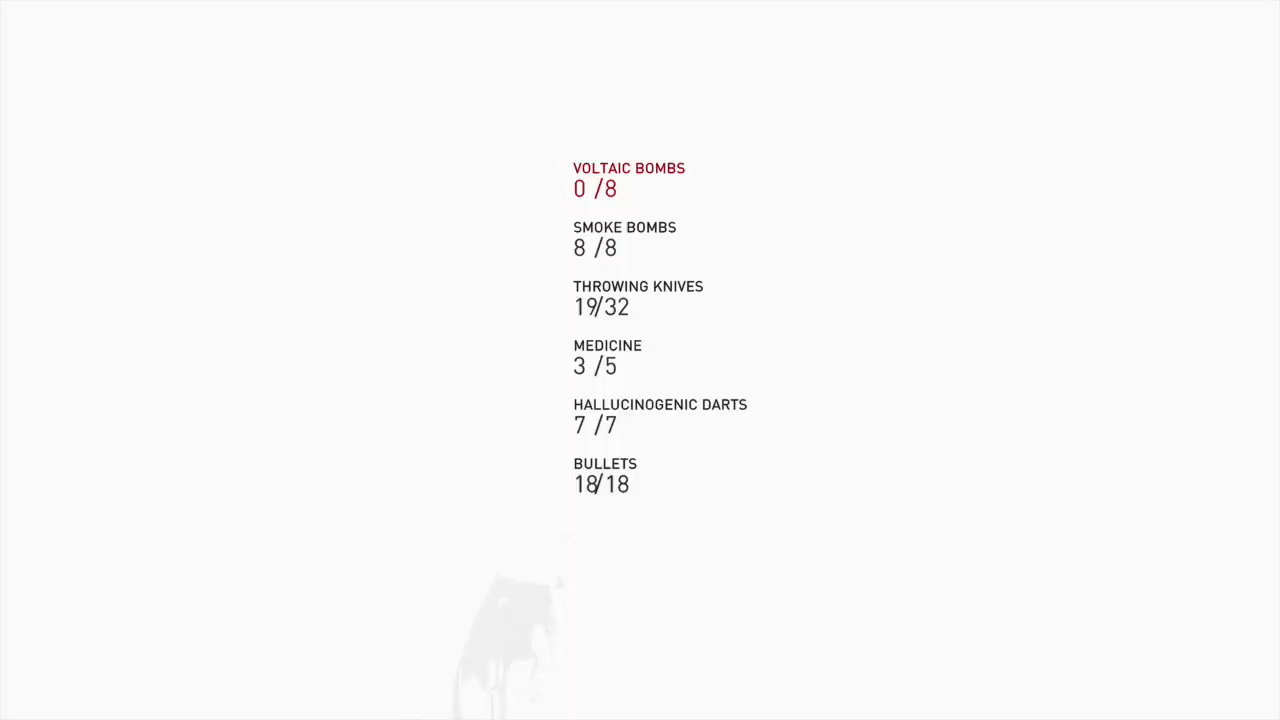 VOLTAIC BOMBS
0 /8
SMOKE BOMBS
8 /8
THROWING KNIVES
19/32
MEDICINE
3 /5
HALLUCINOGENIC DARTS
7 /7
BULLETS
18/18